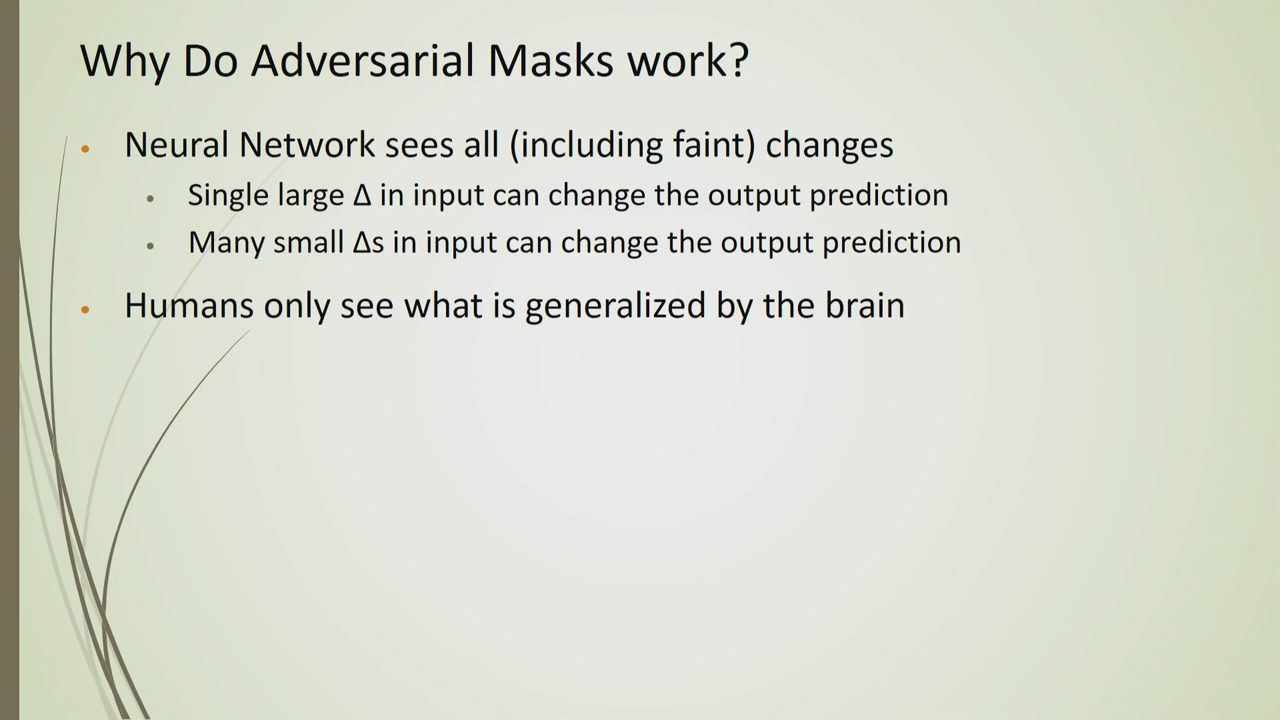 Why Do Adversarial Masks work?
• Neural Network sees all (including faint) changes
• Single large Δ in input can change the output prediction
• Many small Δs in input can change the output prediction
• Humans only see what is generalized by the brain